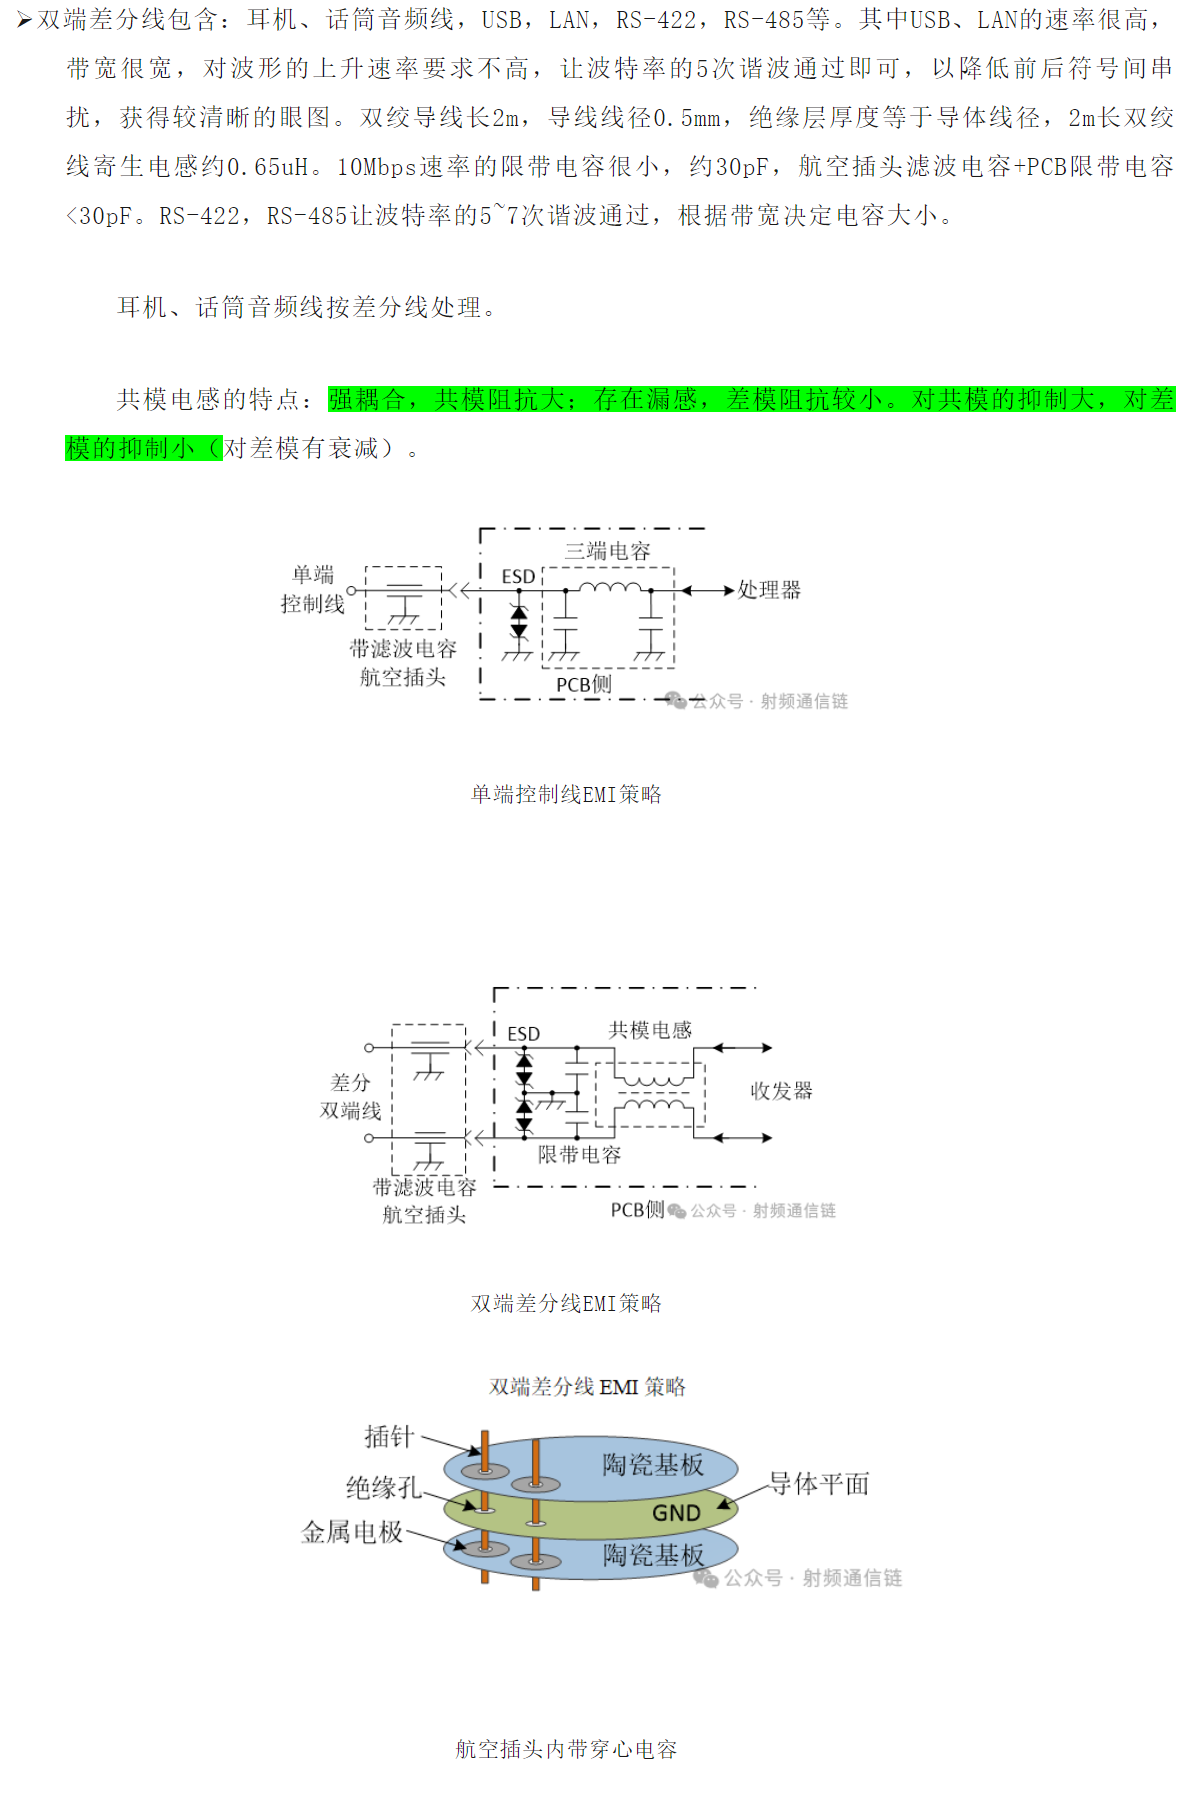 ➢双端差分线包含：耳机、话筒音频线，USB，LAN，RS-422，RS-485等。其中USB、LAN的速率很高，
带宽很宽，对波形的上升速率要求不高，让波特率的5次谐波通过即可，以降低前后符号间串
扰，获得较清晰的眼图。双绞导线长2m，导线线径0.5mm，绝缘层厚度等于导体线径，2m长双绞
线寄生电感约0.65uH。10Mbps速率的限带电容很小，约30pF，航空插头滤波电容+PCB限带电容
<30pF。RS-422，RS-485让波特率的5~7次谐波通过，根据带宽决定电容大小。
耳机、话筒音频线按差分线处理。
共模电感的特点：强耦合，共模阻抗大；存在漏感，差模阻抗较小。对共模的抑制大，对差
模的抑制小（对差模有衰减）。
三端电容
单端
控制线
ESD
处理器
带滤波电容
航空插头
PCB侧
公众号·射频通信链
单端控制线EMI策略
ESD
共模电感
差分
双端线
收发器
限带电容
带滤波电容
航空插头
PCB侧
公众号·射频通信链
双端差分线EMI策略
双端差分线 EMI 策略
插针
陶瓷基板
绝缘孔
导体平面
GND
金属电极
陶瓷基板
公众号·射频通信链
航空插头内带穿心电容